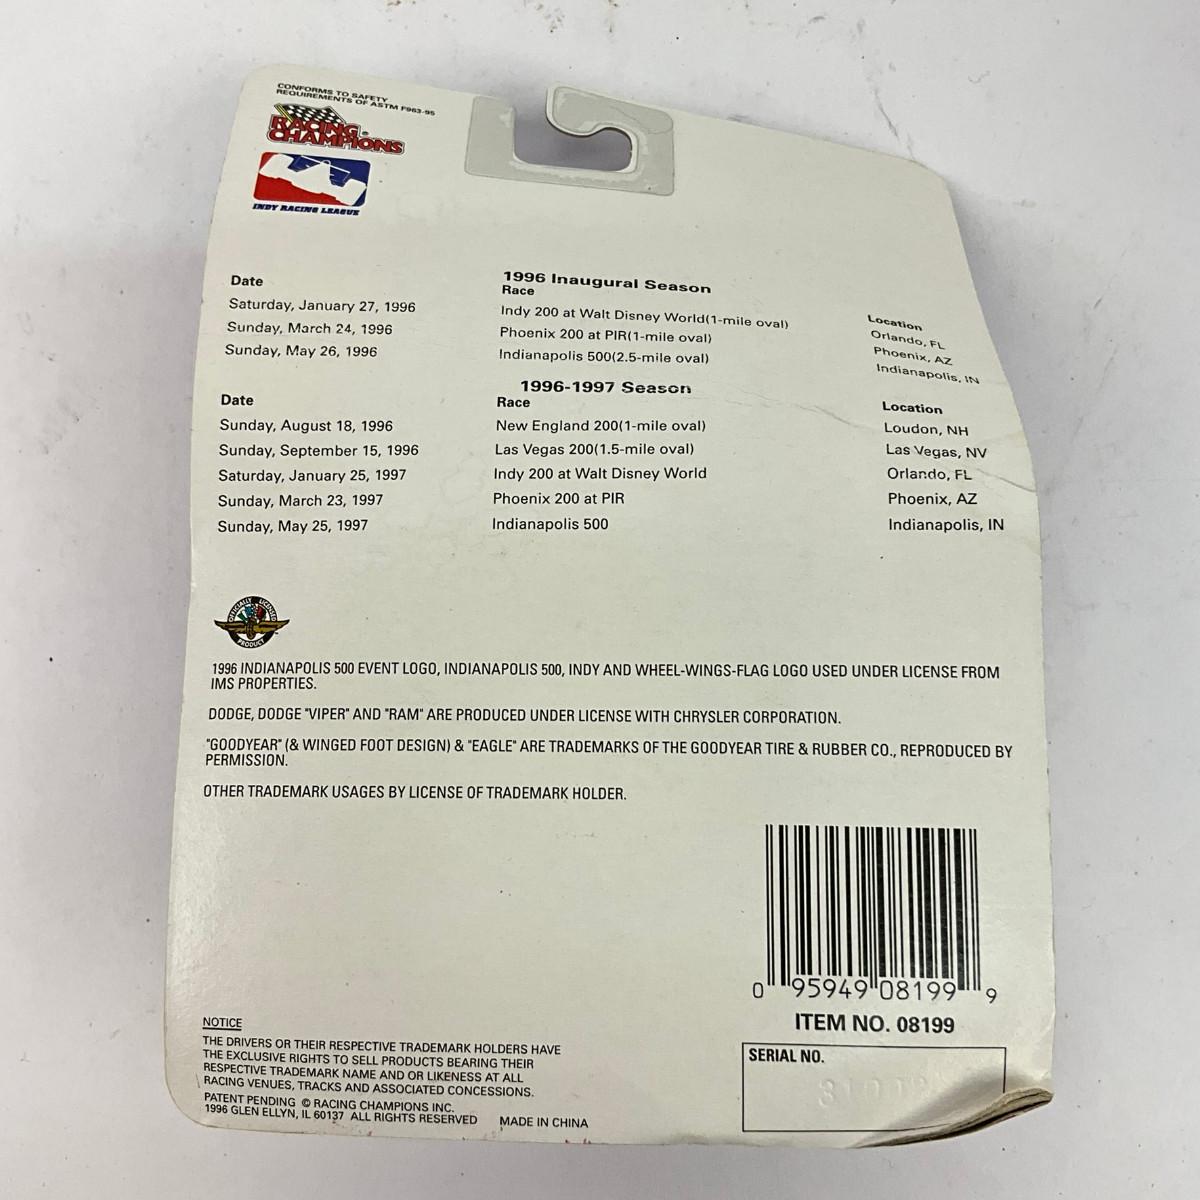 CONFORMS TO SAFETY
REQUIREMENTS OF ASTM F963-95
RACING
CHAMPIONS®
INDY RACING LEAGUE
1996 Inaugural Season
Date Race Location
Saturday, January 27, 1996 Indy 200 at Walt Disney World(1-mile oval) Orlando, FL
Sunday, March 24, 1996 Phoenix 200 at PIR(1-mile oval) Phoenix, AZ
Sunday, May 26, 1996 Indianapolis 500(2.5-mile oval) Indianapolis, IN
1996-1997 Season
Date Race Location
Sunday, August 18, 1996 New England 200(1-mile oval) Loudon, NH
Sunday, September 15, 1996 Las Vegas 200(1.5-mile oval) Las Vegas, NV
Saturday, January 25, 1997 Indy 200 at Walt Disney World Orlando, FL
Sunday, March 23, 1997 Phoenix 200 at PIR Phoenix, AZ
Sunday, May 25, 1997 Indianapolis 500 Indianapolis, IN
OFFICIALLY LICENSED
PRODUCT
1996 INDIANAPOLIS 500 EVENT LOGO, INDIANAPOLIS 500, INDY AND WHEEL-WINGS-FLAG LOGO USED UNDER LICENSE FROM
IMS PROPERTIES.
DODGE, DODGE "VIPER" AND "RAM" ARE PRODUCED UNDER LICENSE WITH CHRYSLER CORPORATION.
"GOODYEAR" (& WINGED FOOT DESIGN) & "EAGLE" ARE TRADEMARKS OF THE GOODYEAR TIRE & RUBBER CO., REPRODUCED BY
PERMISSION.
OTHER TRADEMARK USAGES BY LICENSE OF TRADEMARK HOLDER.
0 95949 08199 9
ITEM NO. 08199
SERIAL NO.
NOTICE
THE DRIVERS OR THEIR RESPECTIVE TRADEMARK HOLDERS HAVE
THE EXCLUSIVE RIGHTS TO SELL PRODUCTS BEARING THEIR
RESPECTIVE TRADEMARK NAME AND OR LIKENESS AT ALL
RACING VENUES, TRACKS AND ASSOCIATED CONCESSIONS.
PATENT PENDING © RACING CHAMPIONS INC.
1996 GLEN ELLYN, IL 60137 ALL RIGHTS RESERVED MADE IN CHINA